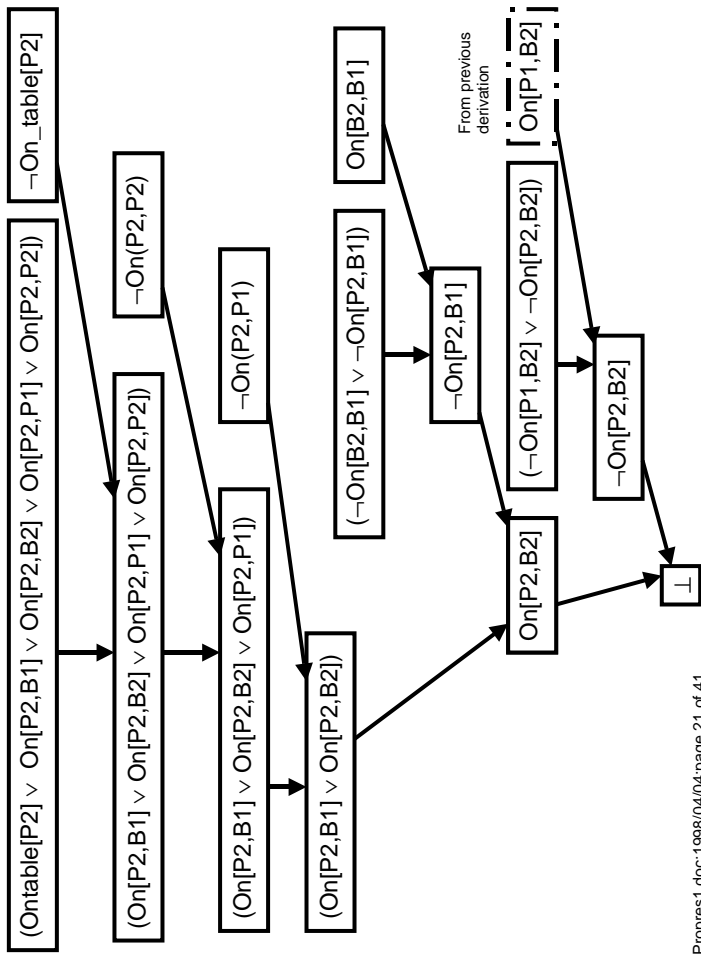 (Ontable[P2] ∨ On[P2,B1] ∨ On[P2,B2] ∨ On[P2,P1] ∨ On[P2,P2])
¬On_table[P2]
(On[P2,B1] ∨ On[P2,B2] ∨ On[P2,P1] ∨ On[P2,P2])
¬On(P2,P2)
(On[P2,B1] ∨ On[P2,B2] ∨ On[P2,P1])
¬On(P2,P1)
(On[P2,B1] ∨ On[P2,B2])
(¬On[B2,B1] ∨ ¬On[P2,B1])
On[B2,B1]
¬On[P2,B1]
From previous
derivation
On[P2,B2]
(¬On[P1,B2] ∨ ¬On[P2,B2])
On[P1,B2]
¬On[P2,B2]
⊥
Propres1.doc:1998/04/04:page 21 of 41